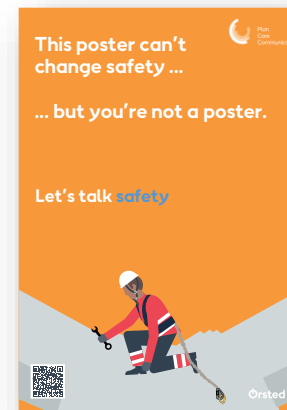 Plan
Care
Communicate
This poster can't
change safety ...
... but you're not a poster.
Let's talk safety
Ørsted